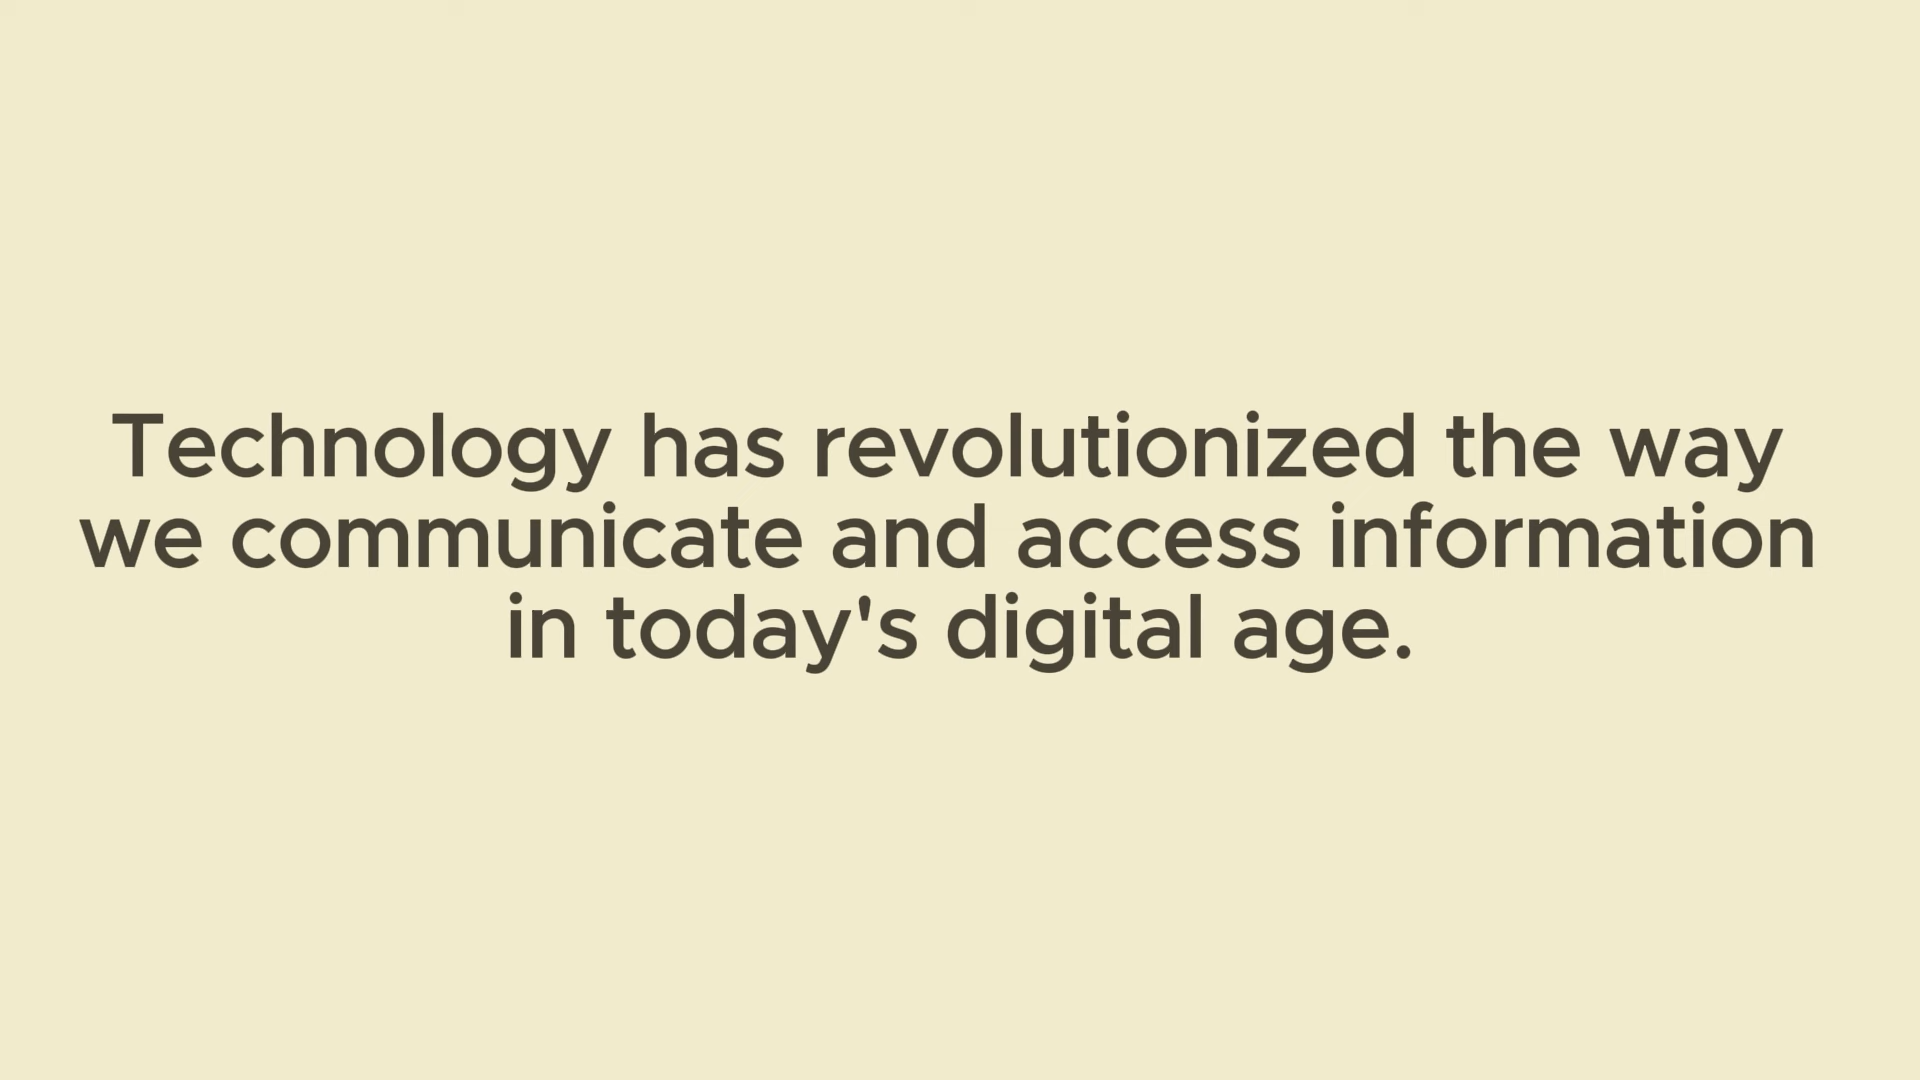 Technology has revolutionized the way
we communicate and access information
in today's digital age.